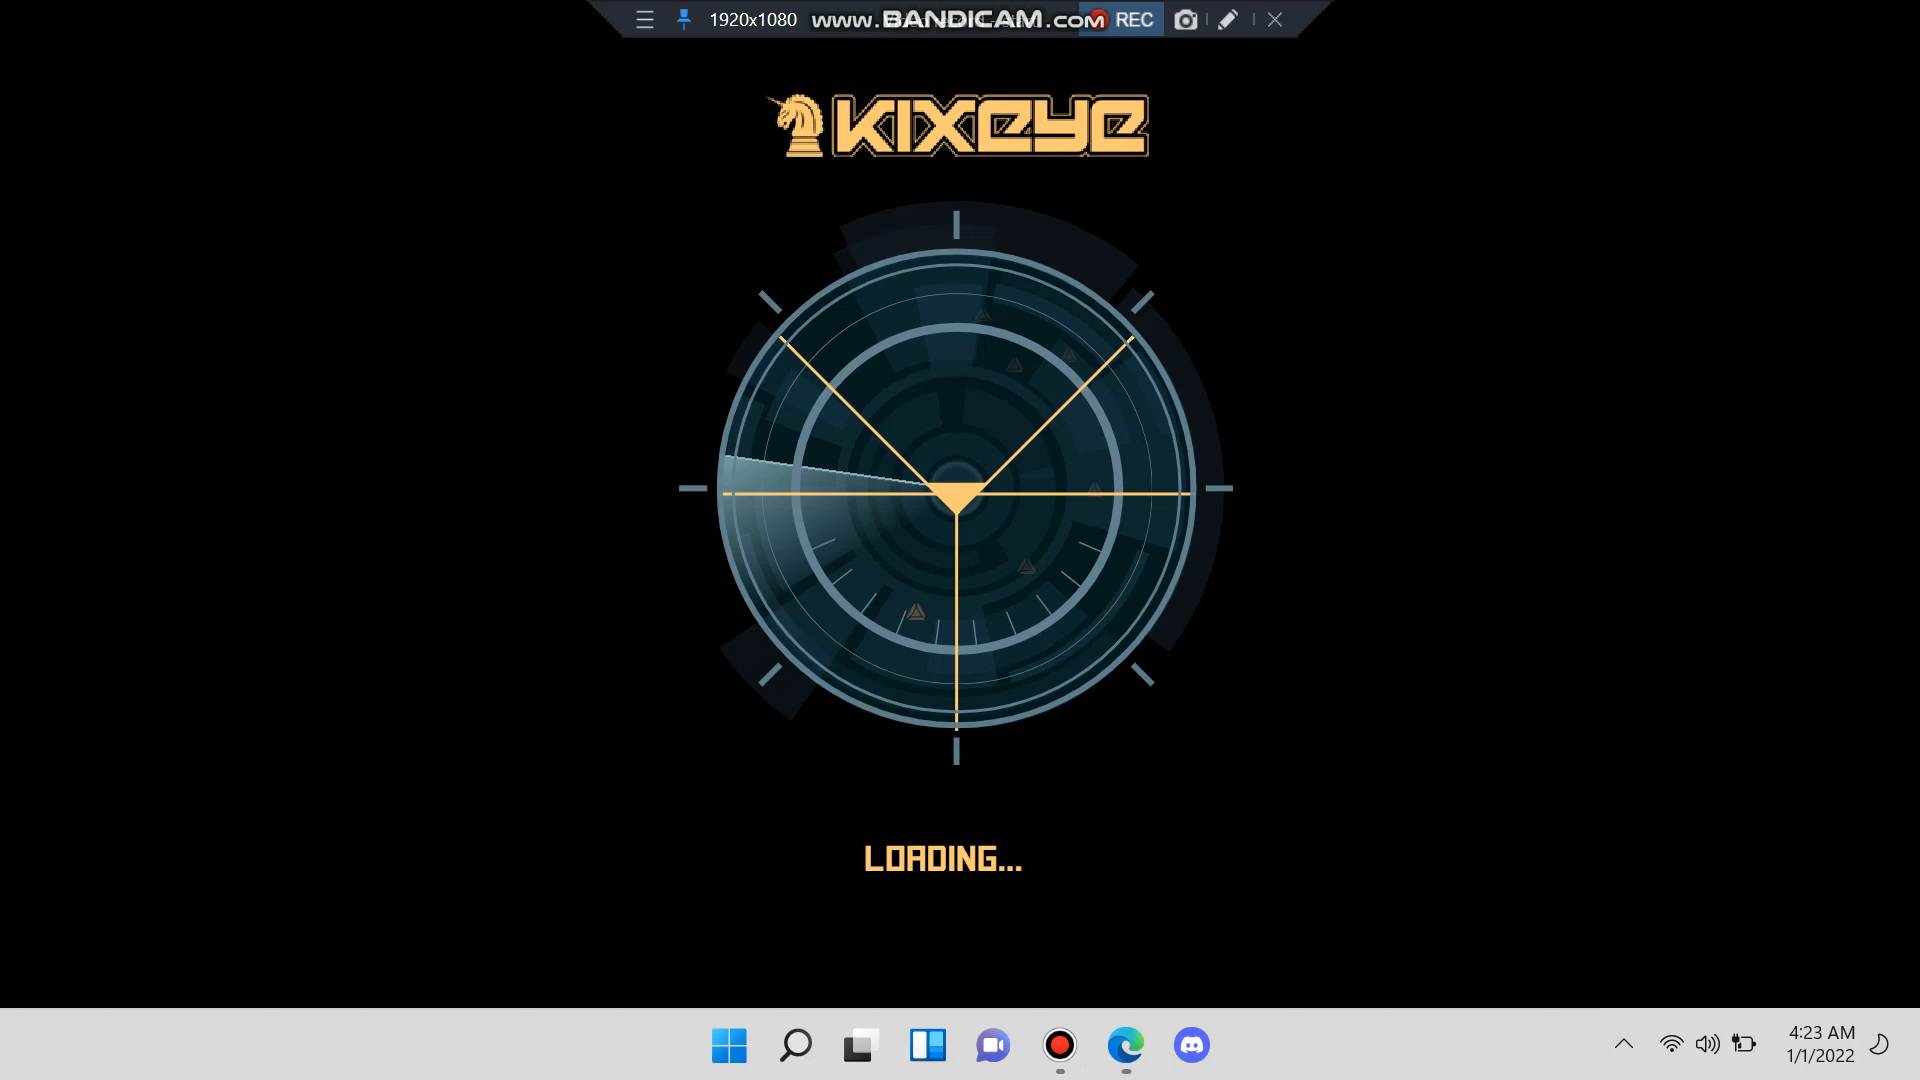 1920x1080 www.BANDICAM.COM REC
KIXEYE
LOADING...
4:23 AM
1/1/2022